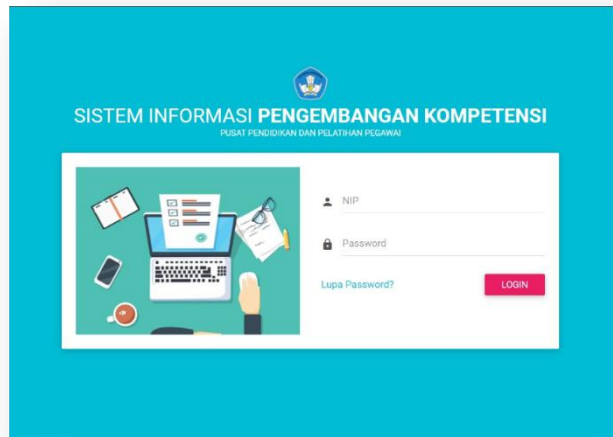 SISTEM INFORMASI PENGEMBANGAN KOMPETENSI
PUSAT PENDIDIKAN DAN PELATIHAN PEGAWAI
NIP
Password
Lupa Password?
LOGIN